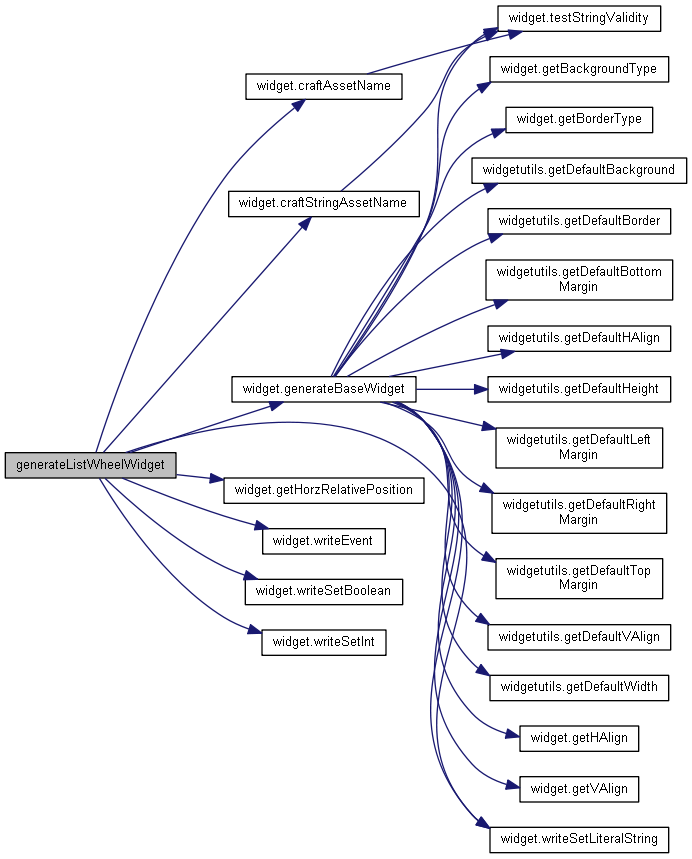 generateListWheelWidget
widget.craftAssetName
widget.craftStringAssetName
widget.generateBaseWidget
widget.getHorzRelativePosition
widget.writeEvent
widget.writeSetBoolean
widget.writeSetInt
widget.testStringValidity
widget.getBackgroundType
widget.getBorderType
widgetutils.getDefaultBackground
widgetutils.getDefaultBorder
widgetutils.getDefaultBottom
Margin
widgetutils.getDefaultHAlign
widgetutils.getDefaultHeight
widgetutils.getDefaultLeft
Margin
widgetutils.getDefaultRight
Margin
widgetutils.getDefaultTop
Margin
widgetutils.getDefaultVAlign
widgetutils.getDefaultWidth
widget.getHAlign
widget.getVAlign
widget.writeSetLiteralString